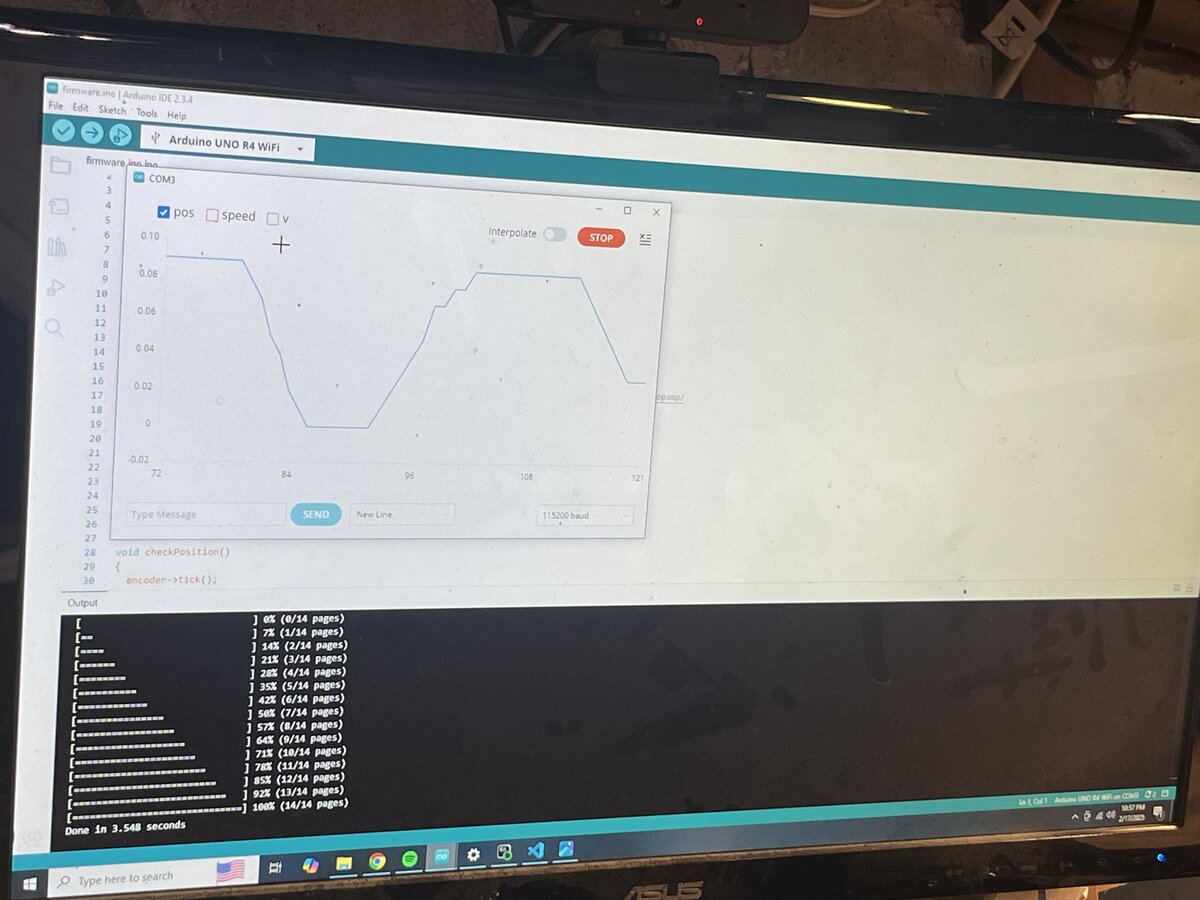 firmware.ino | Arduino IDE 2.3.4
File Edit Sketch Tools Help
Arduino UNO R4 WiFi
firmware.ino.ino
2
3
4
5
6
7
8
9
10
11
12
13
14
15
16
17
18
19
20
21
22
23
24
25
26
27
28 void checkPosition()
29 {
30 encoder->tick();
COM3
pos speed v
Interpolate STOP
0.10
0.08
0.06
0.04
0.02
0
-0.02
72 84 96 108 121
Type Message SEND New Line 115200 baud
opamp/
Output
[ ] 0% (0/14 pages)
[== ] 7% (1/14 pages)
[==== ] 14% (2/14 pages)
[====== ] 21% (3/14 pages)
[======== ] 28% (4/14 pages)
[========== ] 35% (5/14 pages)
[============ ] 42% (6/14 pages)
[=============== ] 50% (7/14 pages)
[================= ] 57% (8/14 pages)
[=================== ] 64% (9/14 pages)
[===================== ] 71% (10/14 pages)
[======================= ] 78% (11/14 pages)
[========================= ] 85% (12/14 pages)
[=========================== ] 92% (13/14 pages)
[==============================] 100% (14/14 pages)
Done in 3.548 seconds
Ln 1, Col 1 Arduino UNO R4 WiFi on COM3 2
10:57 PM
2/17/2025
Type here to search
ASUS